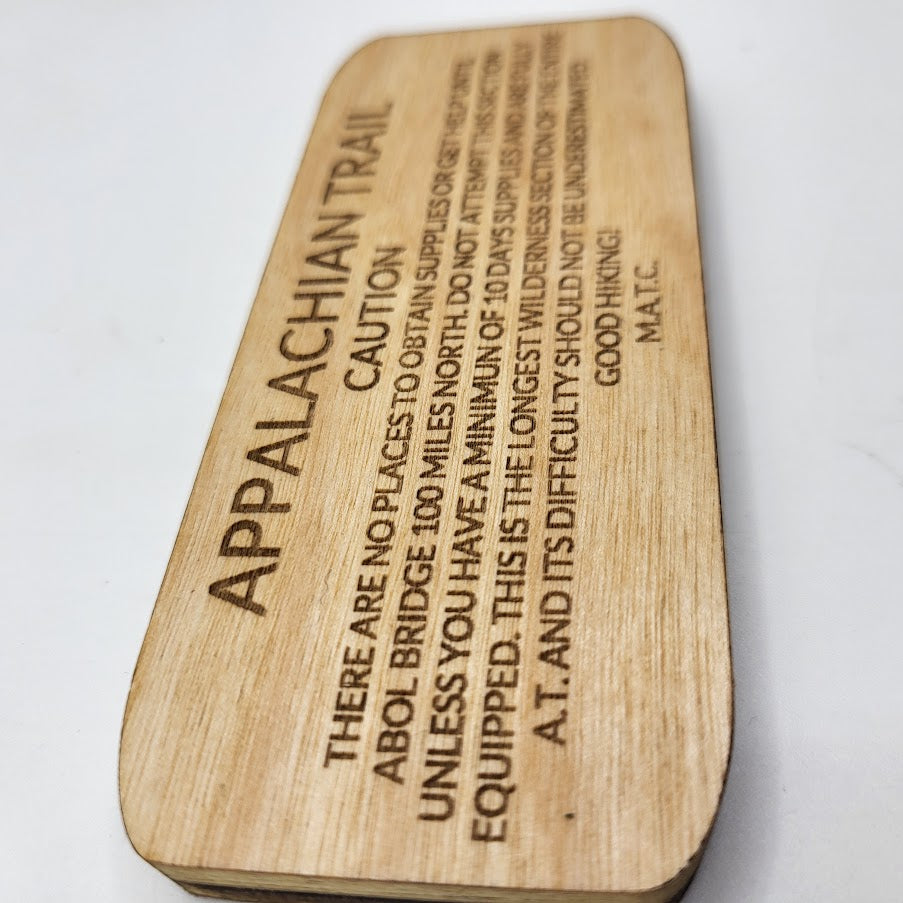 APPALACHIAN TRAIL
CAUTION
THERE ARE NO PLACES TO OBTAIN SUPPLIES OR GET HELP UNTIL
ABOL BRIDGE 100 MILES NORTH. DO NOT ATTEMPT THIS SECTION
UNLESS YOU HAVE A MINIMUN OF 10 DAYS SUPPLIES AND ARE FULLY
EQUIPPED. THIS IS THE LONGEST WILDERNESS SECTION OF THE ENTIRE
A.T. AND ITS DIFFICULTY SHOULD NOT BE UNDERESTIMATED.
GOOD HIKING!
M.A.T.C.